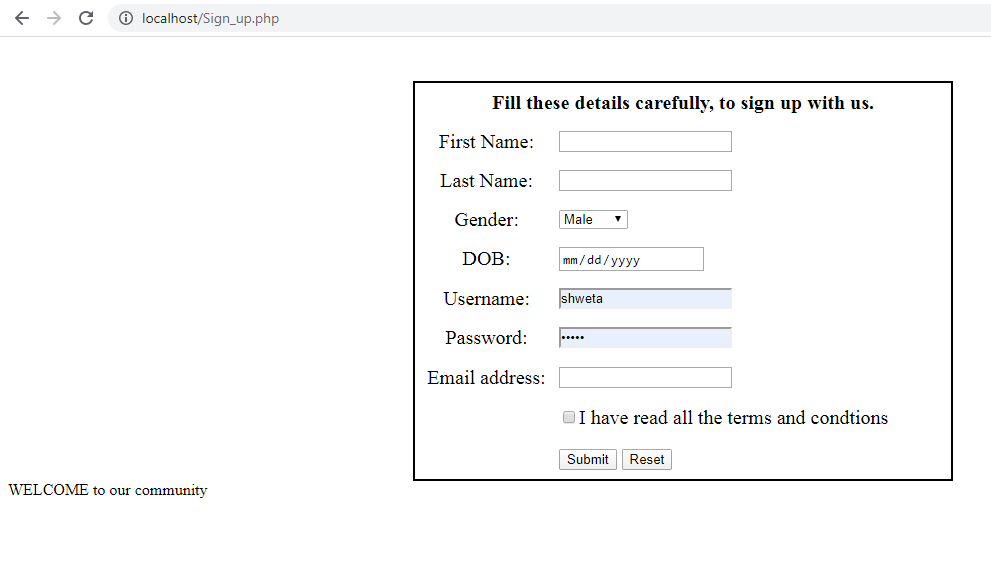 localhost/Sign_up.php
Fill these details carefully, to sign up with us.
First Name:
Last Name:
Gender: Male
DOB: mm/dd/yyyy
Username: shweta
Password: •••••
Email address:
I have read all the terms and condtions
Submit Reset
WELCOME to our community